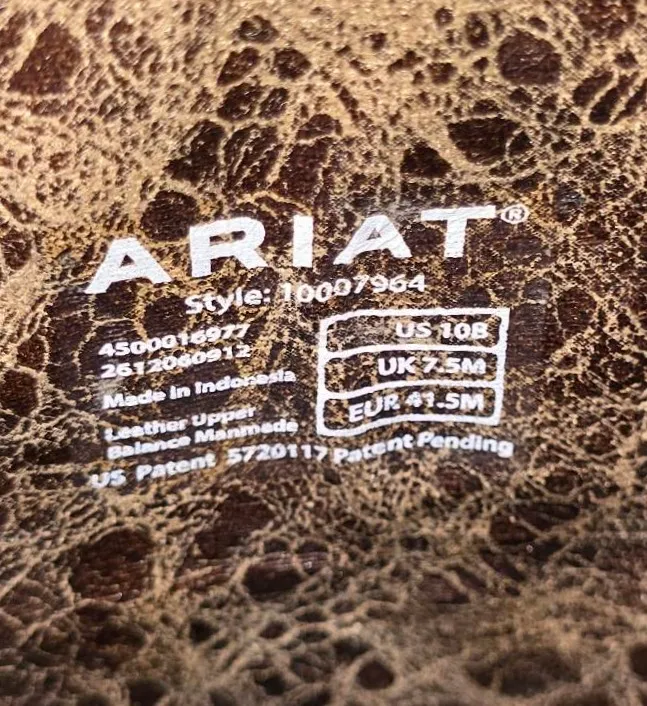 ARIAT®
Style: 10007964
4500016977
2612060912
Made in Indonesia
Leather Upper
Balance Manmade
US 10B
UK 7.5M
EUR 41.5M
US Patent 5720117 Patent Pending